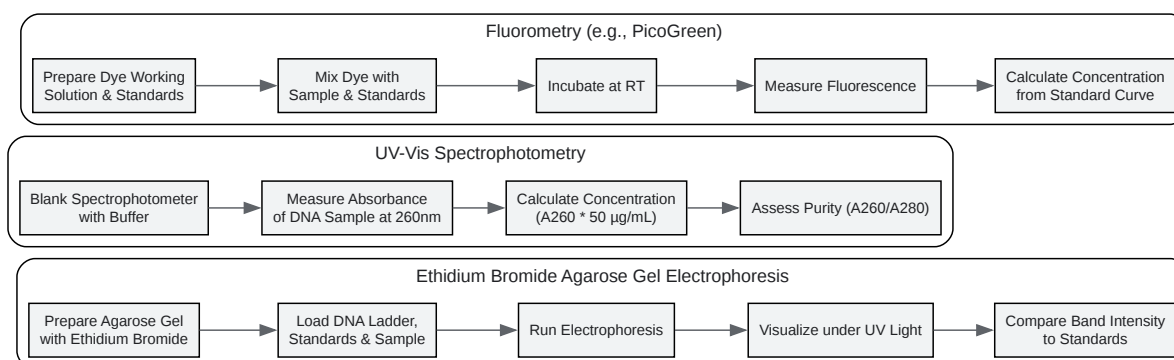 Fluorometry (e.g., PicoGreen)
Prepare Dye Working
Solution & Standards
Mix Dye with
Sample & Standards
Incubate at RT
Measure Fluorescence
Calculate Concentration
from Standard Curve
UV-Vis Spectrophotometry
Blank Spectrophotometer
with Buffer
Measure Absorbance
of DNA Sample at 260nm
Calculate Concentration
(A260 * 50 µg/mL)
Assess Purity (A260/A280)
Ethidium Bromide Agarose Gel Electrophoresis
Prepare Agarose Gel
with Ethidium Bromide
Load DNA Ladder,
Standards & Sample
Run Electrophoresis
Visualize under UV Light
Compare Band Intensity
to Standards